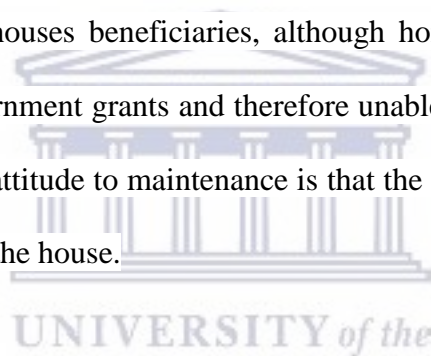 houses beneficiaries, although ho
rnment grants and therefore unable
attitude to maintenance is that the
he house.
UNIVERSITY of the